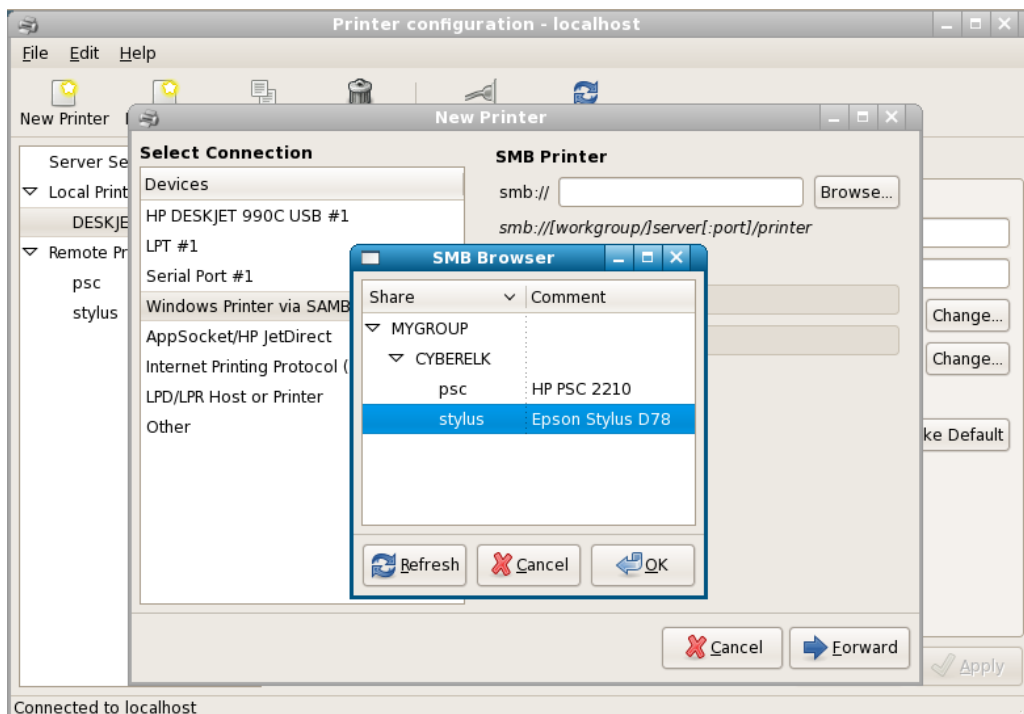 Printer configuration - localhost
File Edit Help
New Printer
New Printer
Server Se
Local Print
DESKJE
Remote Pr
psc
stylus
Select Connection
Devices
HP DESKJET 990C USB #1
LPT #1
Serial Port #1
Windows Printer via SAMB
AppSocket/HP JetDirect
Internet Printing Protocol (
LPD/LPR Host or Printer
Other
SMB Printer
smb:// Browse...
smb://[workgroup/]server[:port]/printer
SMB Browser
Share Comment
MYGROUP
CYBERELK
psc HP PSC 2210
stylus Epson Stylus D78
Refresh Cancel OK
Change...
Change...
ke Default
Cancel Forward
Apply
Connected to localhost